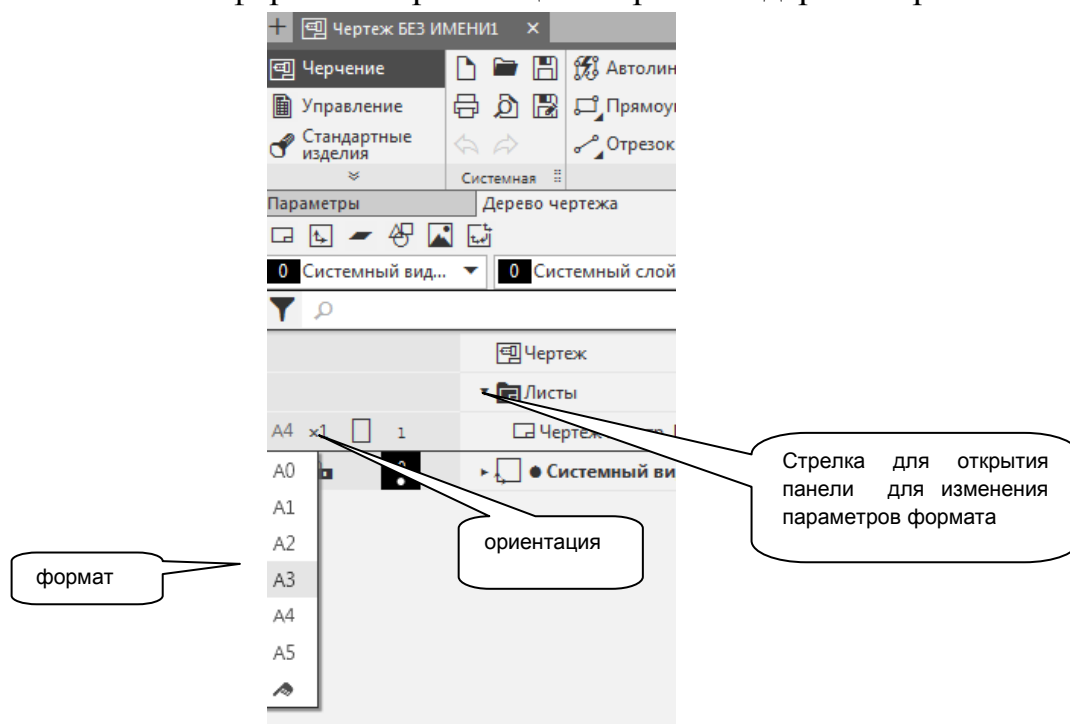 Чертеж БЕЗ ИМЕНИ1
Черчение
Автолин
Управление
Прямоу
Стандартные
изделия
Отрезок
Системная
Параметры
Дерево чертежа
0 Системный вид...
0 Системный слой
Чертеж
Листы
A4 x1 1
A0
Системный ви
A1
A2
A3
A4
A5
формат
ориентация
Стрелка для открытия
панели для изменения
параметров формата